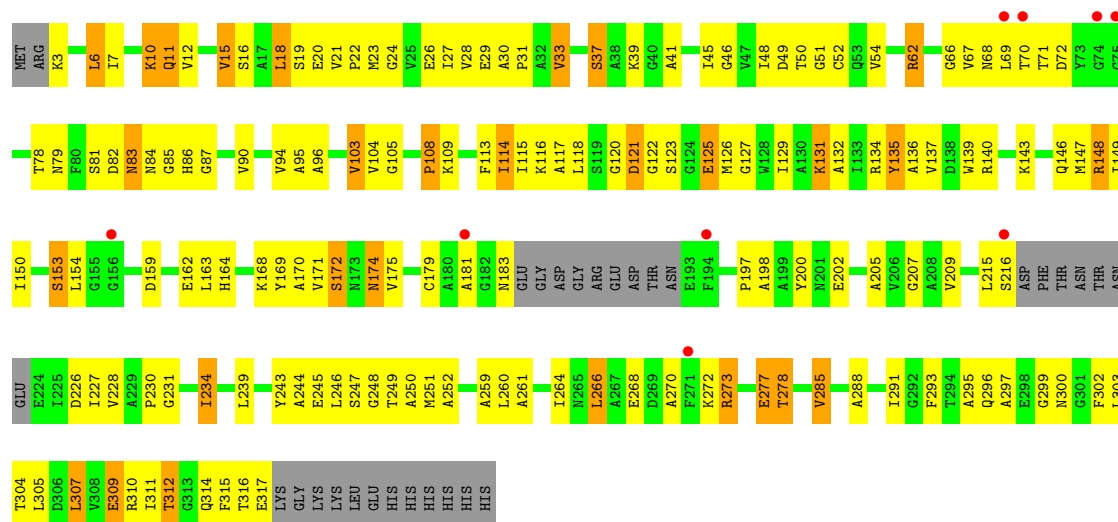 MET ARG K3 L6 I7 K10 Q11 V12 V15 S16 A17 L18 S19 E20 V21 P22 M23 G24 V25 E26 I27 V28 E29 A30 P31 A32 V33 S37 A38 K39 G40 A41 I45 G46 V47 I48 D49 T50 G51 C52 Q53 V54 R62 G66 V67 N68 L69 T70 T71 D72 Y73 G74
T78 N79 F80 S81 D82 N83 N84 G85 H86 G87 V90 V94 A95 A96 V103 V104 G105 P108 K109 F113 I114 I115 K116 A117 L118 S119 G120 D121 G122 S123 G124 E125 M126 G127 W128 I129 A130 K131 A132 I133 R134 Y135 A136 V137 D138 W139 R140 K143 Q146 M147 R148 I149
I150 S153 L154 G155 G156 D159 E162 L163 H164 K168 Y169 A170 V171 S172 N173 N174 V175 C179 A180 A181 G182 N183 GLU GLY ASP GLY ARG GLU ASP THR ASN E193 F194 P197 A198 A199 Y200 N201 E202 A205 V206 G207 A208 V209 L215 S216 ASP PHE THR ASN THR ASN
GLU E224 I225 D226 I227 V228 A229 P230 G231 I234 L239 Y243 A244 E245 L246 S247 G248 T249 A250 M251 A252 A259 L260 A261 I264 N265 L266 A267 E268 D269 A270 F271 K272 R273 E277 T278 V285 A288 I291 G292 F293 T294 A295 Q296 A297 E298 G299 N300 G301 F302 L303
T304 L305 D306 L307 V308 E309 R310 I311 T312 G313 Q314 F315 T316 E317 LYS GLY LYS LYS LEU GLU HIS HIS HIS HIS HIS HIS